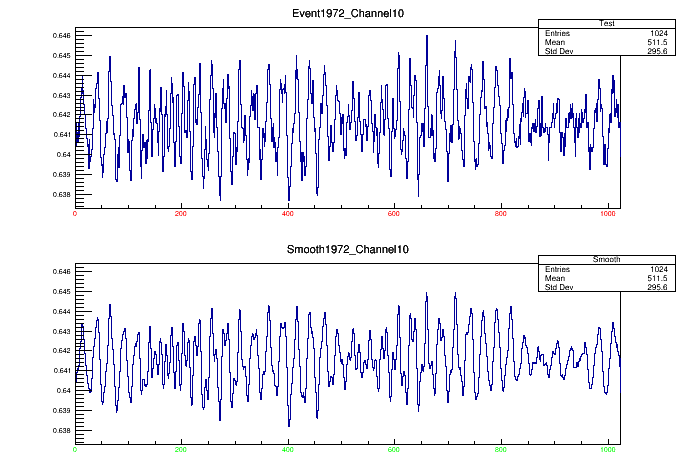 Event1972_Channel10
Test
Entries 1024
Mean 511.5
Std Dev 295.6
0.646
0.645
0.644
0.643
0.642
0.641
0.64
0.639
0.638
0 200 400 600 800 1000
Smooth1972_Channel10
Smooth
Entries 1024
Mean 511.5
Std Dev 295.6
0.646
0.645
0.644
0.643
0.642
0.641
0.64
0.639
0.638
0 200 400 600 800 1000